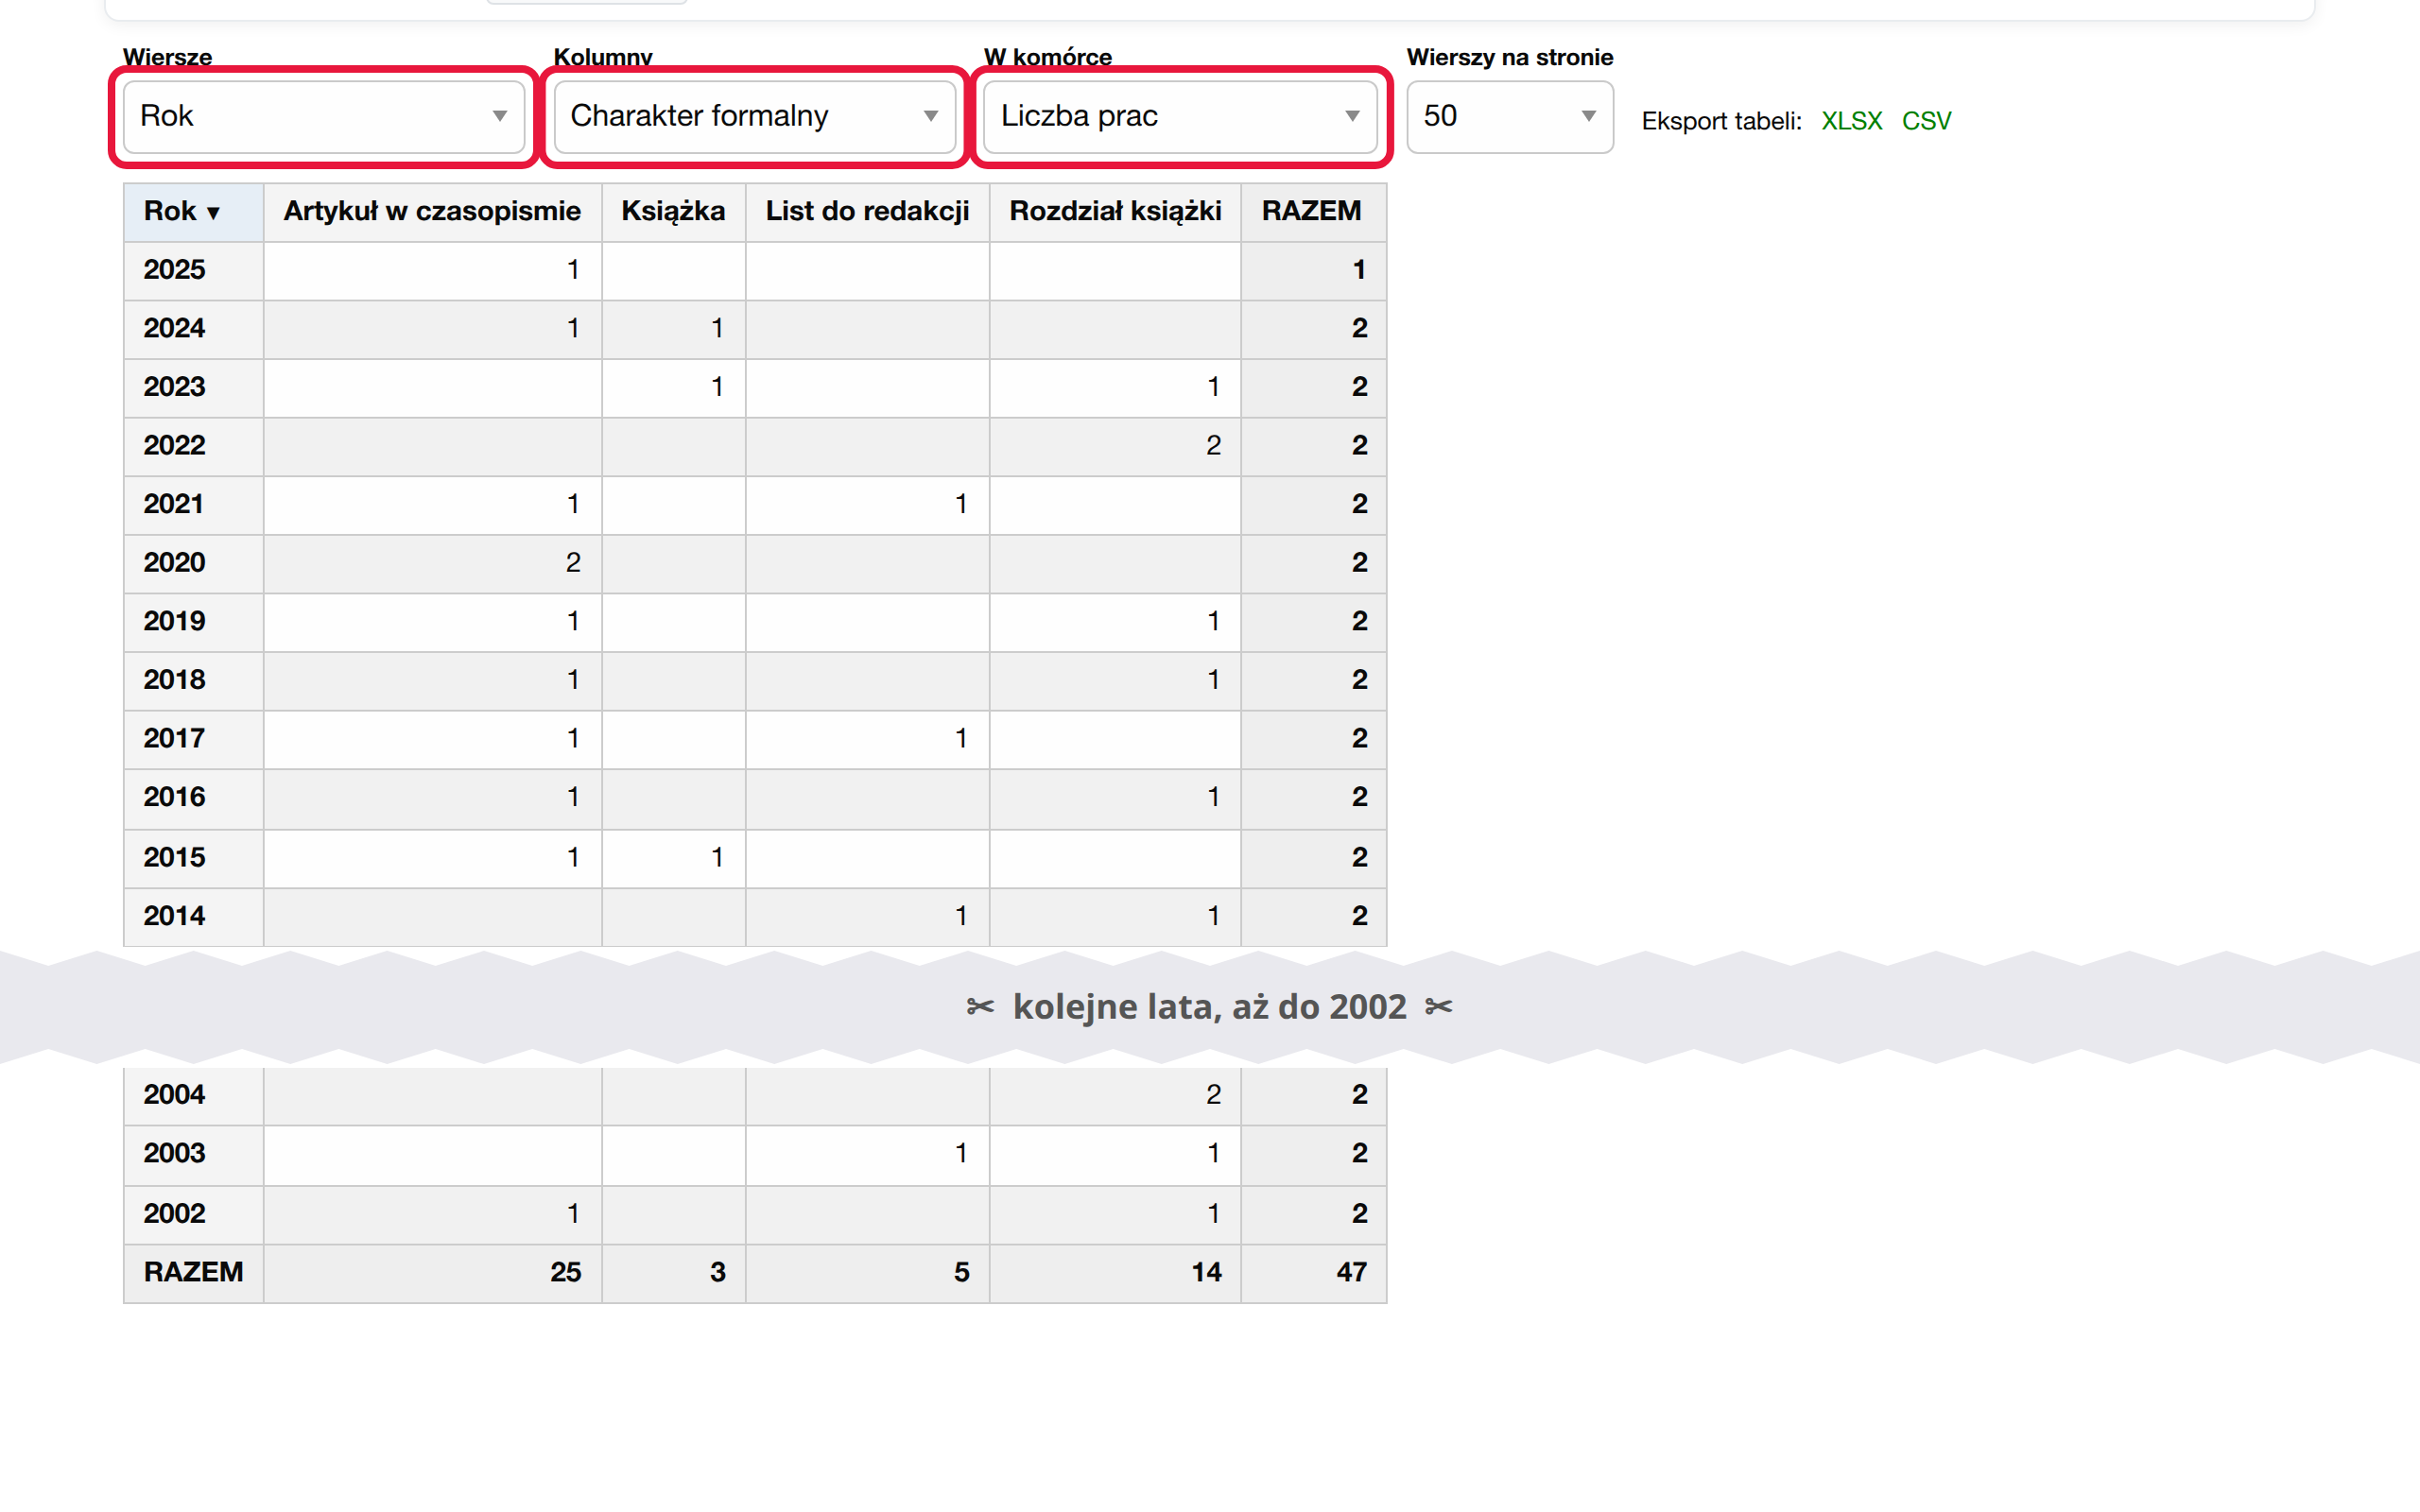 Wiersze Kolumny W komórce Wierszy na stronie
Rok ▼ Charakter formalny ▼ Liczba prac ▼ 50 ▼ Eksport tabeli: XLSX CSV
Rok ▼ Artykuł w czasopismie Książka List do redakcji Rozdział książki RAZEM
2025 1 1
2024 1 1 2
2023 1 1 2
2022 2 2
2021 1 1 2
2020 2 2
2019 1 1 2
2018 1 1 2
2017 1 1 2
2016 1 1 2
2015 1 1 2
2014 1 1 2
✂ kolejne lata, aż do 2002 ✂
2004 2 2
2003 1 1 2
2002 1 1 2
RAZEM 25 3 5 14 47